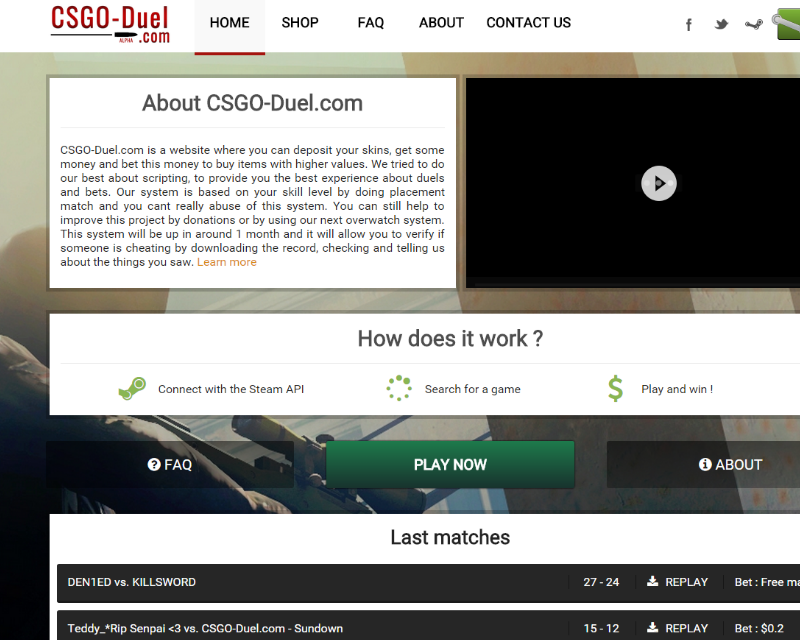 CSGO-Duel
ALPHA .com
HOME SHOP FAQ ABOUT CONTACT US
About CSGO-Duel.com
CSGO-Duel.com is a website where you can deposit your skins, get some
money and bet this money to buy items with higher values. We tried to do
our best about scripting, to provide you the best experience about duels
and bets. Our system is based on your skill level by doing placement
match and you cant really abuse of this system. You can still help to
improve this project by donations or by using our next overwatch system.
This system will be up in around 1 month and it will allow you to verify if
someone is cheating by downloading the record, checking and telling us
about the things you saw. Learn more
How does it work ?
Connect with the Steam API Search for a game Play and win !
FAQ PLAY NOW ABOUT
Last matches
DEN1ED vs. KILLSWORD 27 - 24 REPLAY Bet : Free ma
Teddy_*Rip Senpai <3 vs. CSGO-Duel.com - Sundown 15 - 12 REPLAY Bet : $0.2